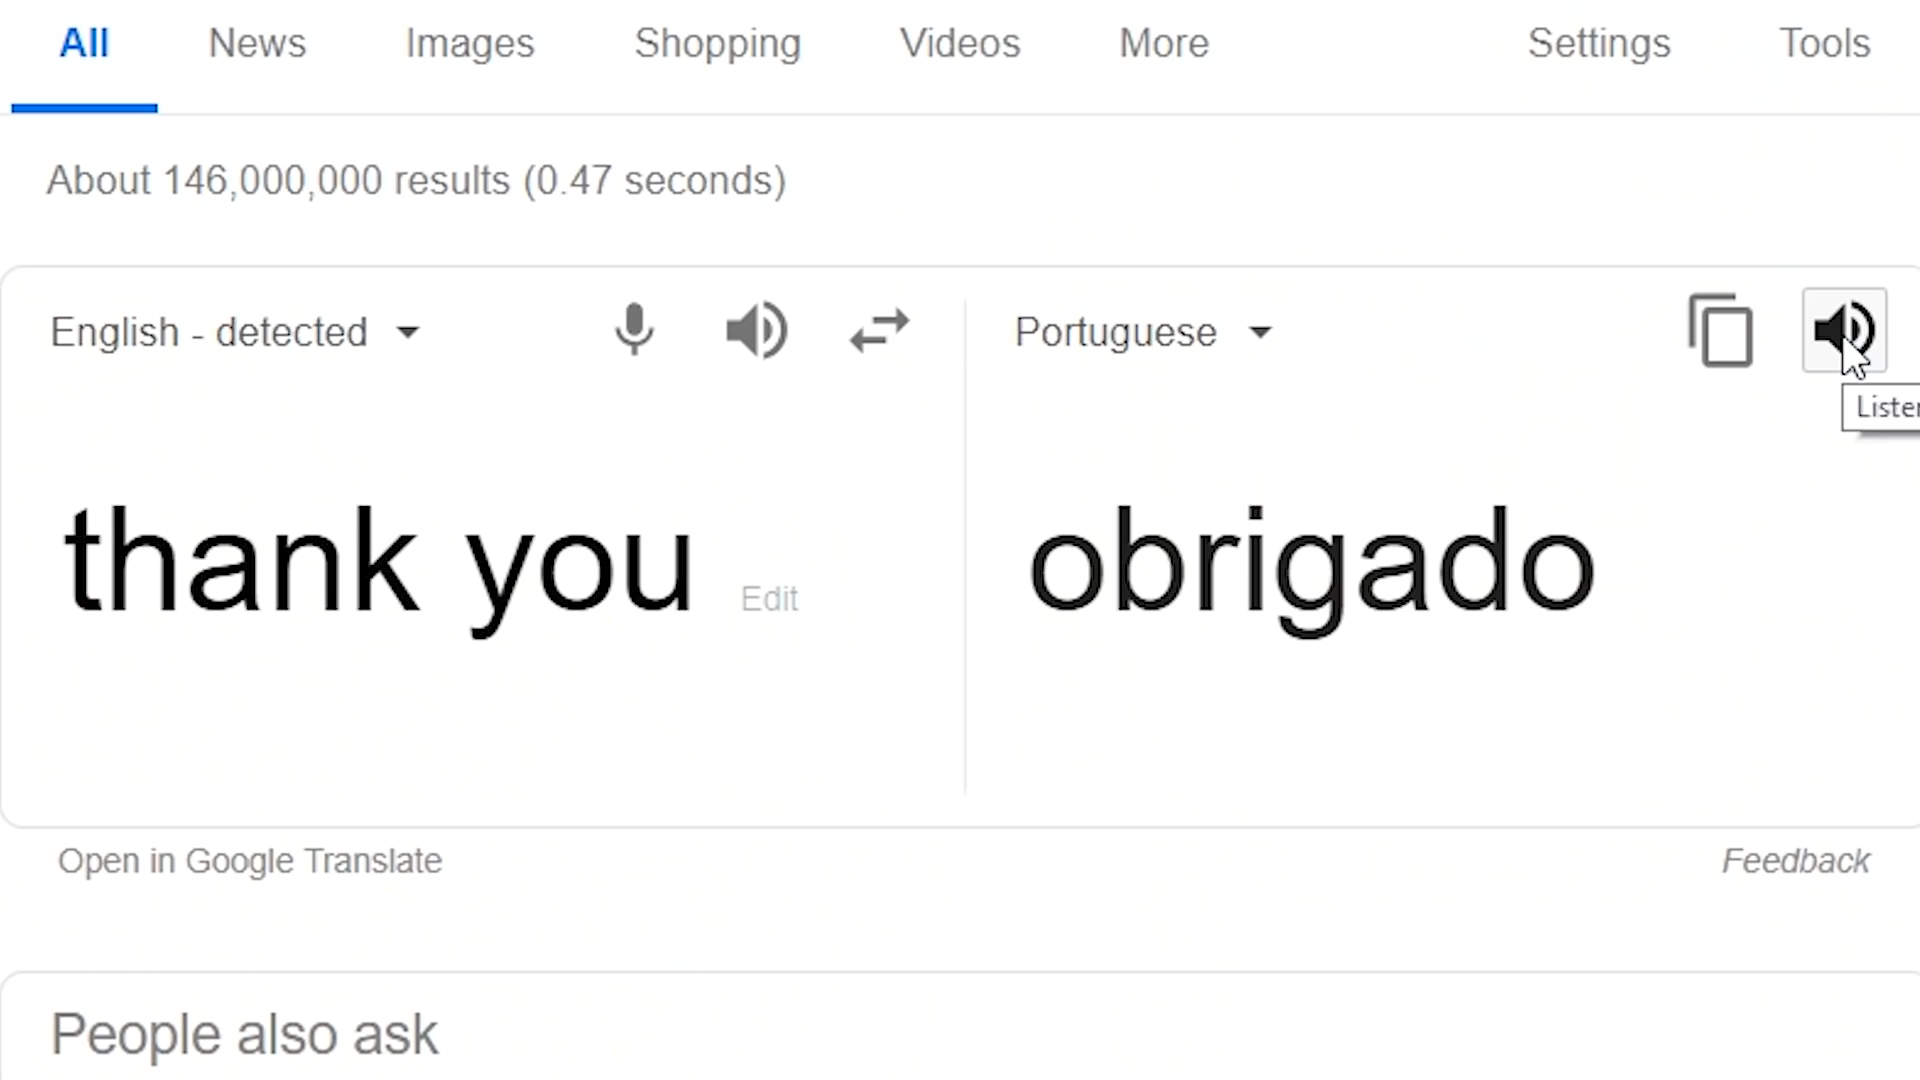 All News Images Shopping Videos More Settings Tools
About 146,000,000 results (0.47 seconds)
English - detected Portuguese
Listen
thank you Edit obrigado
Open in Google Translate Feedback
People also ask